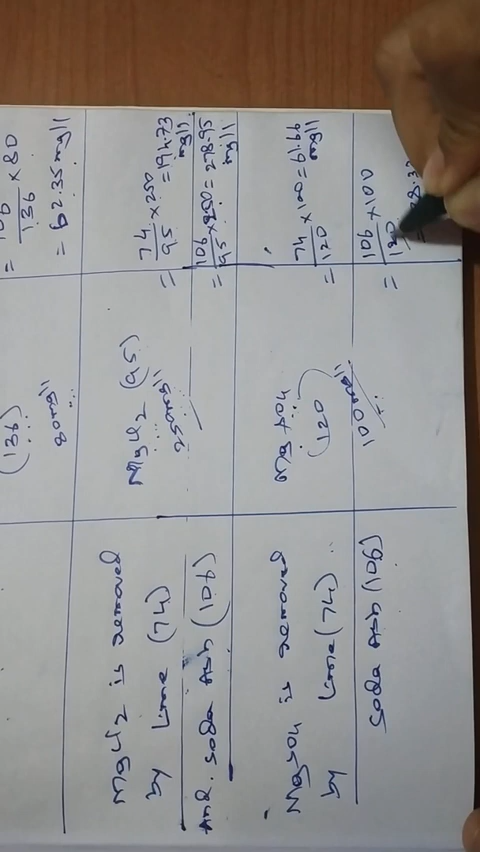 (136)
80mg/l
136 × 80
= 62.35mg/l
MgCl2 is removed
by Lime (74)
MgCl2 (95)
250mg/l
= 74/95 × 250 = 194.73
mg/l
And. Soda Ash (106)
= 106/95 × 250 = 278.95
mg/l
MgSO4 is removed
by Lime (74)
MgSO4
(120)
100mg/l
= 74/120 × 100 = 61.66
mg/l
Soda Ash (106)
= 106/120 × 100